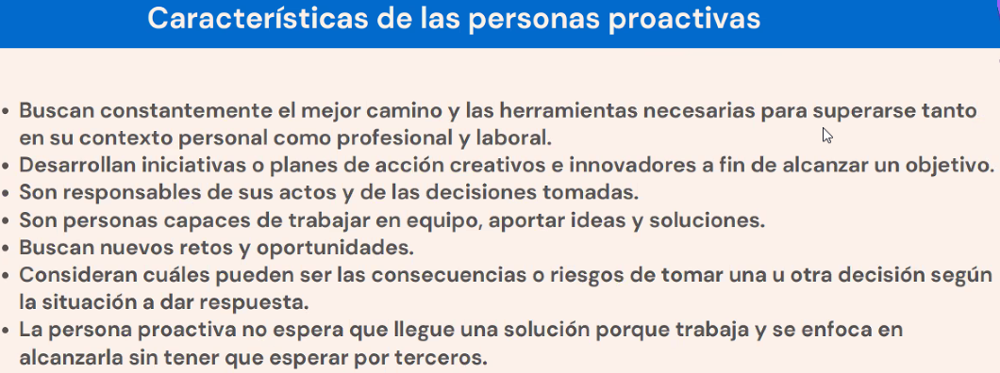 Características de las personas proactivas
• Buscan constantemente el mejor camino y las herramientas necesarias para superarse tanto
en su contexto personal como profesional y laboral.
• Desarrollan iniciativas o planes de acción creativos e innovadores a fin de alcanzar un objetivo.
• Son responsables de sus actos y de las decisiones tomadas.
• Son personas capaces de trabajar en equipo, aportar ideas y soluciones.
• Buscan nuevos retos y oportunidades.
• Consideran cuáles pueden ser las consecuencias o riesgos de tomar una u otra decisión según
la situación a dar respuesta.
• La persona proactiva no espera que llegue una solución porque trabaja y se enfoca en
alcanzarla sin tener que esperar por terceros.